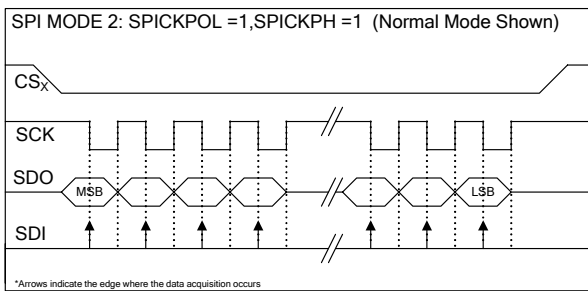 SPI MODE 2: SPICKPOL =1,SPICKPH =1 (Normal Mode Shown)
CSX
SCK
SDO
MSB
LSB
SDI
*Arrows indicate the edge where the data acquisition occurs